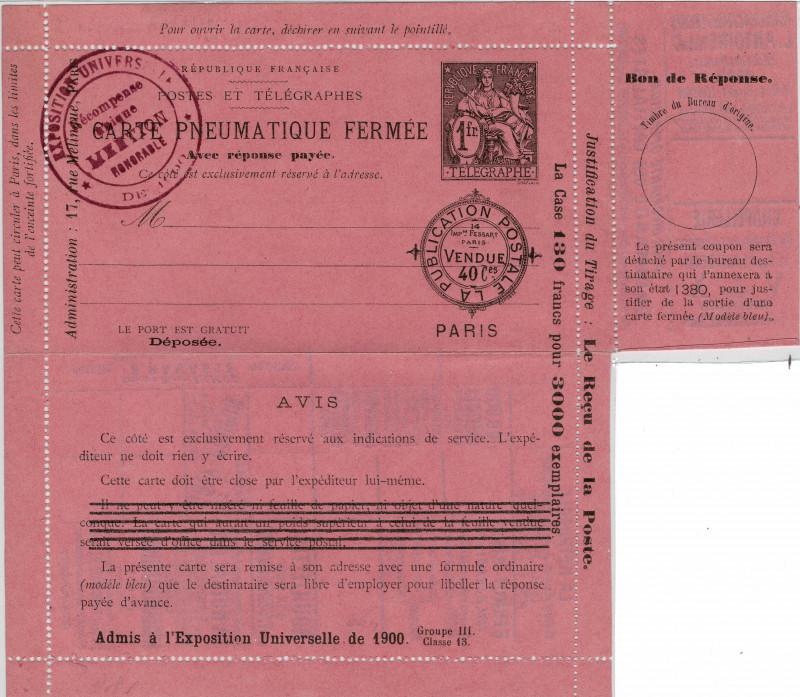 Pour ouvrir la carte, déchirer en suivant le pointillé.
Cette carte peut circuler à Paris, dans les limites
de l'enceinte fortifiée.
Administration : 17, rue PARIS
EXPOSITION UNIVERSELLE
Récompense
MENTION
HONORABLE
DE
RÉPUBLIQUE FRANÇAISE
POSTES ET TÉLÉGRAPHES
CARTE PNEUMATIQUE FERMÉE
Avec réponse payée.
Ce côté est exclusivement réservé à l'adresse.
M
LE PORT EST GRATUIT
Déposée.
REPUBLIQUE FRANÇAISE
1 fr.
TÉLÉGRAPHE
LA PUBLICATION POSTALE
14
IMPsse FESSART
PARIS
VENDUE
40 Ces
PARIS
La Case 130 francs pour 3000 exemplaires
Justification du Tirage : Le Reçu de la Poste.
Bon de Réponse.
Timbre du Bureau d'origine.
Le présent coupon sera
détaché par le bureau des-
tinataire qui l'annexera à
son état 1380, pour jus-
tifier de la sortie d'une
carte fermée (Modèle bleu).
AVIS
Ce côté est exclusivement réservé aux indications de service. L'expé-
diteur ne doit rien y écrire.
Cette carte doit être close par l'expéditeur lui-même.
Il ne peut y être inséré ni feuille de papier, ni objet d'une nature quel-
conque. La carte qui aurait un poids supérieur à celui de la feuille vendue
serait versée d'office dans le service postal.
La présente carte sera remise à son adresse avec une formule ordinaire
(modèle bleu) que le destinataire sera libre d'employer pour libeller la réponse
payée d'avance.
Admis à l'Exposition Universelle de 1900. Groupe III.
Classe 13.